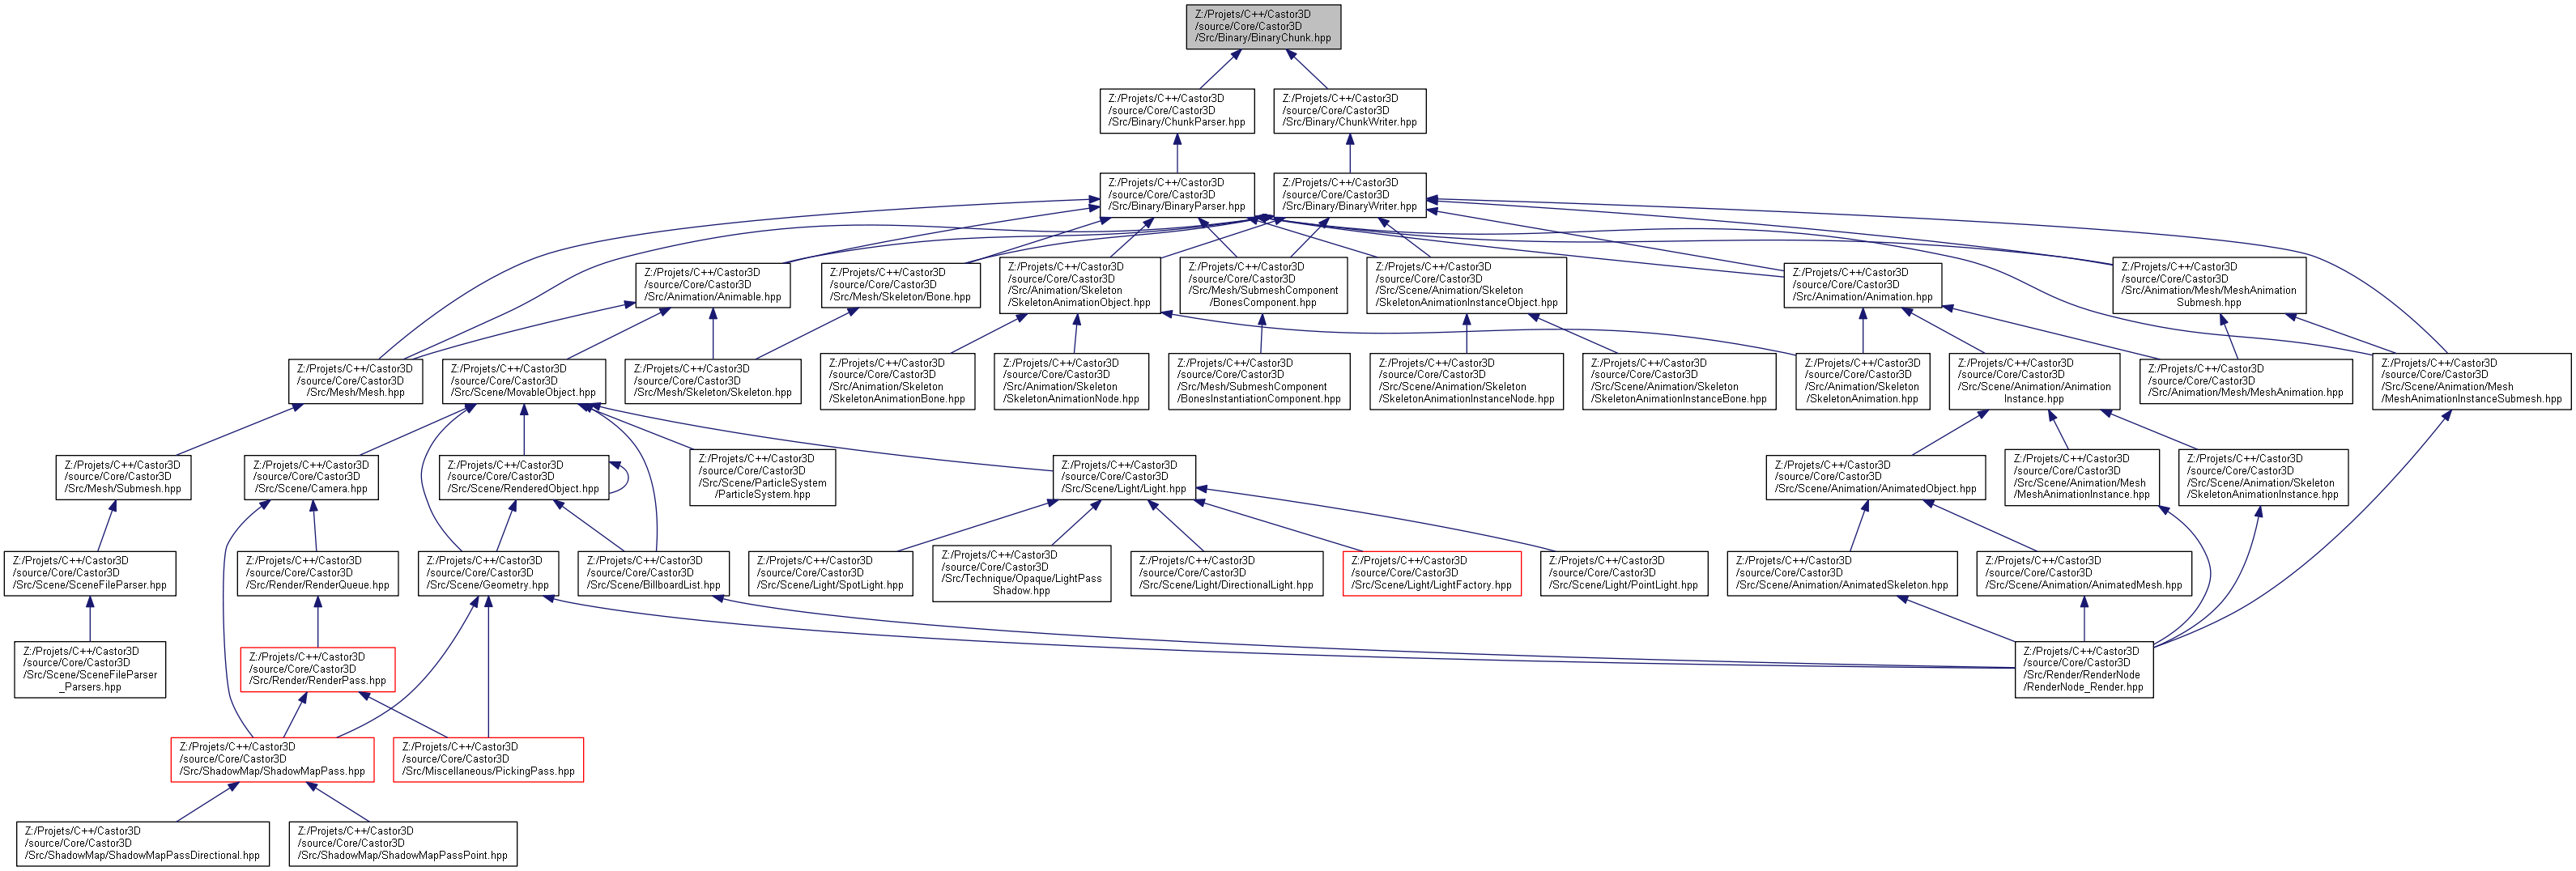 Z:/Projets/C++/Castor3D
/source/Core/Castor3D
/Src/Binary/BinaryChunk.hpp
Z:/Projets/C++/Castor3D
/source/Core/Castor3D
/Src/Binary/ChunkParser.hpp
Z:/Projets/C++/Castor3D
/source/Core/Castor3D
/Src/Binary/ChunkWriter.hpp
Z:/Projets/C++/Castor3D
/source/Core/Castor3D
/Src/Binary/BinaryParser.hpp
Z:/Projets/C++/Castor3D
/source/Core/Castor3D
/Src/Binary/BinaryWriter.hpp
Z:/Projets/C++/Castor3D
/source/Core/Castor3D
/Src/Animation/Animable.hpp
Z:/Projets/C++/Castor3D
/source/Core/Castor3D
/Src/Mesh/Skeleton/Bone.hpp
Z:/Projets/C++/Castor3D
/source/Core/Castor3D
/Src/Animation/Skeleton
/SkeletonAnimationObject.hpp
Z:/Projets/C++/Castor3D
/source/Core/Castor3D
/Src/Mesh/SubmeshComponent
/BonesComponent.hpp
Z:/Projets/C++/Castor3D
/source/Core/Castor3D
/Src/Scene/Animation/Skeleton
/SkeletonAnimationInstanceObject.hpp
Z:/Projets/C++/Castor3D
/source/Core/Castor3D
/Src/Animation/Animation.hpp
Z:/Projets/C++/Castor3D
/source/Core/Castor3D
/Src/Animation/Mesh/MeshAnimation
Submesh.hpp
Z:/Projets/C++/Castor3D
/source/Core/Castor3D
/Src/Mesh/Mesh.hpp
Z:/Projets/C++/Castor3D
/source/Core/Castor3D
/Src/Scene/MovableObject.hpp
Z:/Projets/C++/Castor3D
/source/Core/Castor3D
/Src/Mesh/Skeleton/Skeleton.hpp
Z:/Projets/C++/Castor3D
/source/Core/Castor3D
/Src/Animation/Skeleton
/SkeletonAnimationBone.hpp
Z:/Projets/C++/Castor3D
/source/Core/Castor3D
/Src/Animation/Skeleton
/SkeletonAnimationNode.hpp
Z:/Projets/C++/Castor3D
/source/Core/Castor3D
/Src/Mesh/SubmeshComponent
/BonesInstantiationComponent.hpp
Z:/Projets/C++/Castor3D
/source/Core/Castor3D
/Src/Scene/Animation/Skeleton
/SkeletonAnimationInstanceNode.hpp
Z:/Projets/C++/Castor3D
/source/Core/Castor3D
/Src/Scene/Animation/Skeleton
/SkeletonAnimationInstanceBone.hpp
Z:/Projets/C++/Castor3D
/source/Core/Castor3D
/Src/Animation/Skeleton
/SkeletonAnimation.hpp
Z:/Projets/C++/Castor3D
/source/Core/Castor3D
/Src/Scene/Animation/Animation
Instance.hpp
Z:/Projets/C++/Castor3D
/source/Core/Castor3D
/Src/Animation/Mesh/MeshAnimation.hpp
Z:/Projets/C++/Castor3D
/source/Core/Castor3D
/Src/Scene/Animation/Mesh
/MeshAnimationInstanceSubmesh.hpp
Z:/Projets/C++/Castor3D
/source/Core/Castor3D
/Src/Mesh/Submesh.hpp
Z:/Projets/C++/Castor3D
/source/Core/Castor3D
/Src/Scene/Camera.hpp
Z:/Projets/C++/Castor3D
/source/Core/Castor3D
/Src/Scene/RenderedObject.hpp
Z:/Projets/C++/Castor3D
/source/Core/Castor3D
/Src/Scene/ParticleSystem
/ParticleSystem.hpp
Z:/Projets/C++/Castor3D
/source/Core/Castor3D
/Src/Scene/Light/Light.hpp
Z:/Projets/C++/Castor3D
/source/Core/Castor3D
/Src/Scene/Animation/AnimatedObject.hpp
Z:/Projets/C++/Castor3D
/source/Core/Castor3D
/Src/Scene/Animation/Mesh
/MeshAnimationInstance.hpp
Z:/Projets/C++/Castor3D
/source/Core/Castor3D
/Src/Scene/Animation/Skeleton
/SkeletonAnimationInstance.hpp
Z:/Projets/C++/Castor3D
/source/Core/Castor3D
/Src/Scene/SceneFileParser.hpp
Z:/Projets/C++/Castor3D
/source/Core/Castor3D
/Src/Render/RenderQueue.hpp
Z:/Projets/C++/Castor3D
/source/Core/Castor3D
/Src/Scene/Geometry.hpp
Z:/Projets/C++/Castor3D
/source/Core/Castor3D
/Src/Scene/BillboardList.hpp
Z:/Projets/C++/Castor3D
/source/Core/Castor3D
/Src/Scene/Light/SpotLight.hpp
Z:/Projets/C++/Castor3D
/source/Core/Castor3D
/Src/Technique/Opaque/LightPass
Shadow.hpp
Z:/Projets/C++/Castor3D
/source/Core/Castor3D
/Src/Scene/Light/DirectionalLight.hpp
Z:/Projets/C++/Castor3D
/source/Core/Castor3D
/Src/Scene/Light/LightFactory.hpp
Z:/Projets/C++/Castor3D
/source/Core/Castor3D
/Src/Scene/Light/PointLight.hpp
Z:/Projets/C++/Castor3D
/source/Core/Castor3D
/Src/Scene/Animation/AnimatedSkeleton.hpp
Z:/Projets/C++/Castor3D
/source/Core/Castor3D
/Src/Scene/Animation/AnimatedMesh.hpp
Z:/Projets/C++/Castor3D
/source/Core/Castor3D
/Src/Scene/SceneFileParser
_Parsers.hpp
Z:/Projets/C++/Castor3D
/source/Core/Castor3D
/Src/Render/RenderPass.hpp
Z:/Projets/C++/Castor3D
/source/Core/Castor3D
/Src/Render/RenderNode
/RenderNode_Render.hpp
Z:/Projets/C++/Castor3D
/source/Core/Castor3D
/Src/ShadowMap/ShadowMapPass.hpp
Z:/Projets/C++/Castor3D
/source/Core/Castor3D
/Src/Miscellaneous/PickingPass.hpp
Z:/Projets/C++/Castor3D
/source/Core/Castor3D
/Src/ShadowMap/ShadowMapPassDirectional.hpp
Z:/Projets/C++/Castor3D
/source/Core/Castor3D
/Src/ShadowMap/ShadowMapPassPoint.hpp